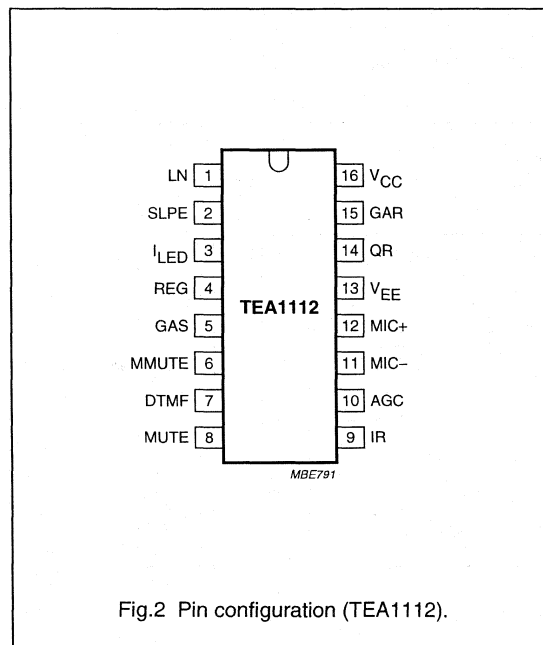 LN 1 16 VCC
SLPE 2 15 GAR
ILED 3 14 QR
REG 4 13 VEE
TEA1112
GAS 5 12 MIC+
MMUTE 6 11 MIC−
DTMF 7 10 AGC
MUTE 8 9 IR
MBE791
Fig.2 Pin configuration (TEA1112).